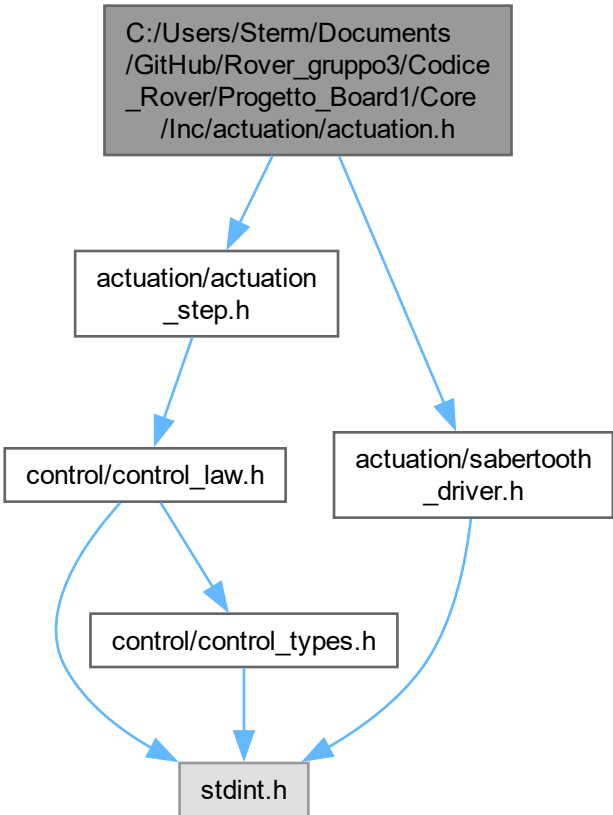 C:/Users/Sterm/Documents
/GitHub/Rover_gruppo3/Codice
_Rover/Progetto_Board1/Core
/Inc/actuation/actuation.h
actuation/actuation
_step.h
control/control_law.h
actuation/sabertooth
_driver.h
control/control_types.h
stdint.h